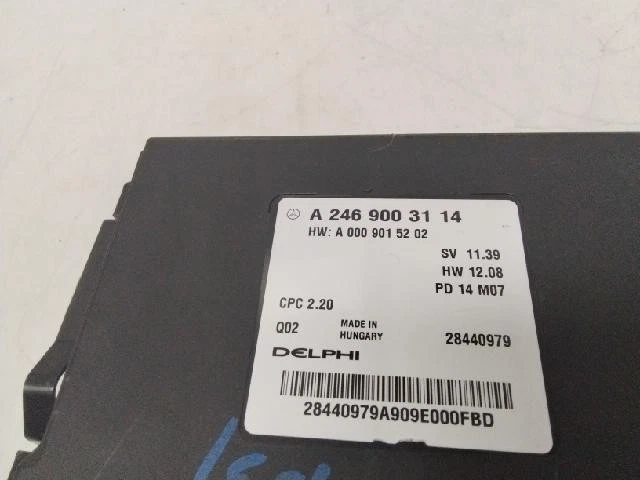 A 246 900 31 14
HW: A 000 901 52 02
SV 11.39
HW 12.08
PD 14 M07
CPC 2.20
Q02 MADE IN HUNGARY 28440979
DELPHI
28440979A909E000FBD